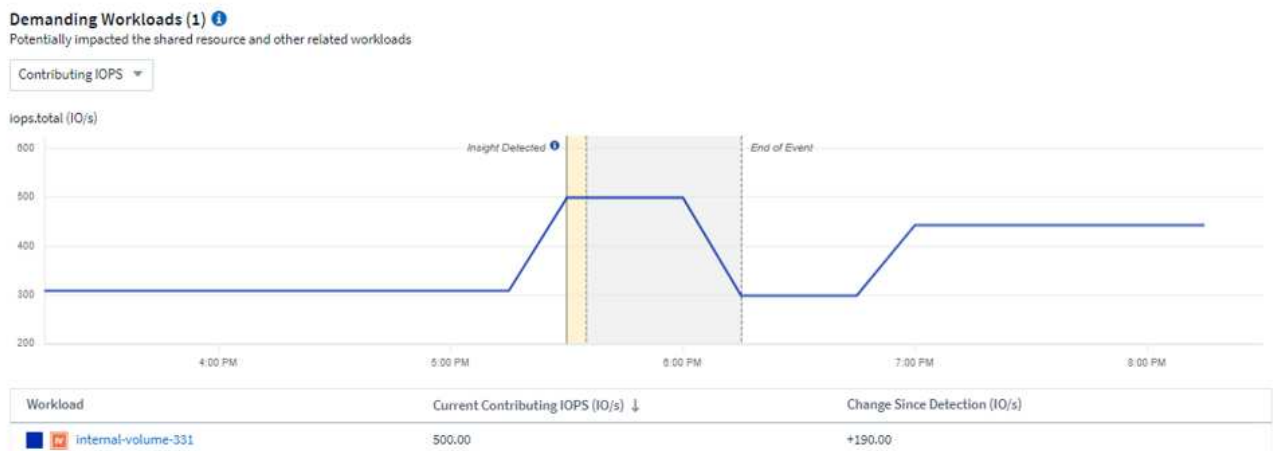 Demanding Workloads (1)
Potentially impacted the shared resource and other related workloads
Contributing IOPS
iops.total (IO/s)
600
Insight Detected
End of Event
500
400
300
200
4:00 PM
5:00 PM
6:00 PM
7:00 PM
8:00 PM
Workload
Current Contributing IOPS (IO/s) ↓
Change Since Detection (IO/s)
IV
internal-volume-331
500.00
+190.00